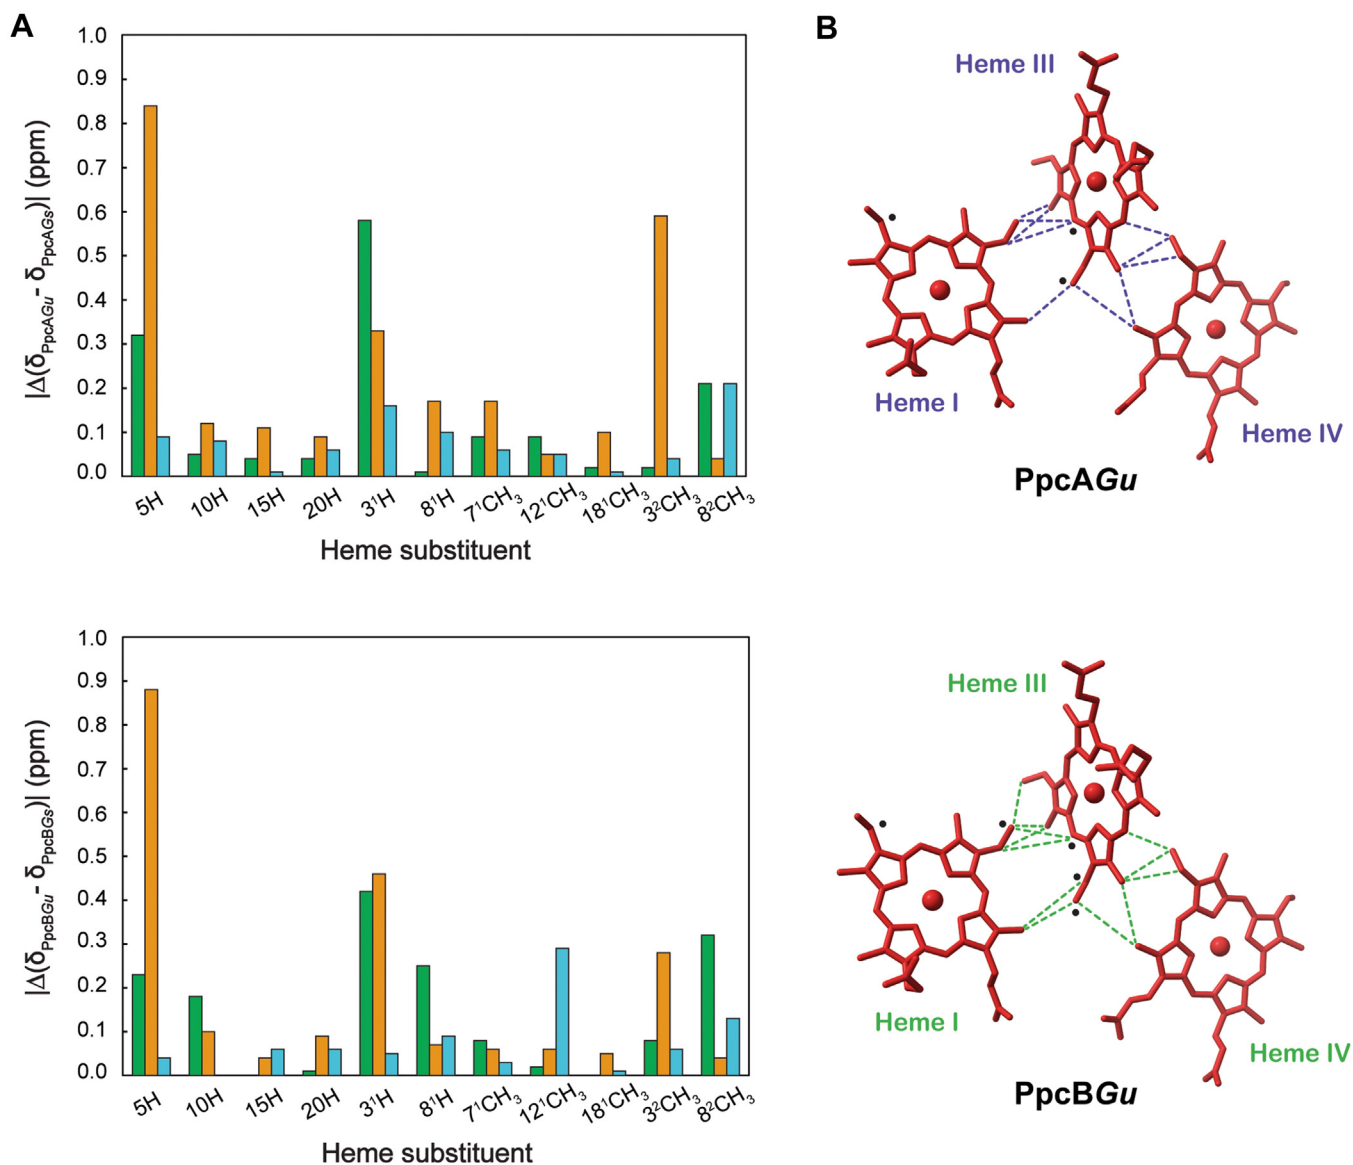 A
1.0
0.9
0.8
0.7
0.6
0.5
0.4
0.3
0.2
0.1
0.0
|Δ(δPpcAGu- δPpcAGs)| (ppm)
5H 10H 15H 20H 3¹H 8¹H 7¹CH₃ 12¹CH₃ 18¹CH₃ 3²CH₃ 8²CH₃
Heme substituent
B
Heme III
Heme I
Heme IV
PpcAGu
1.0
0.9
0.8
0.7
0.6
0.5
0.4
0.3
0.2
0.1
0.0
|Δ(δPpcBGu- δPpcBGs)| (ppm)
5H 10H 15H 20H 3¹H 8¹H 7¹CH₃ 12¹CH₃ 18¹CH₃ 3²CH₃ 8²CH₃
Heme substituent
Heme III
Heme I
Heme IV
PpcBGu